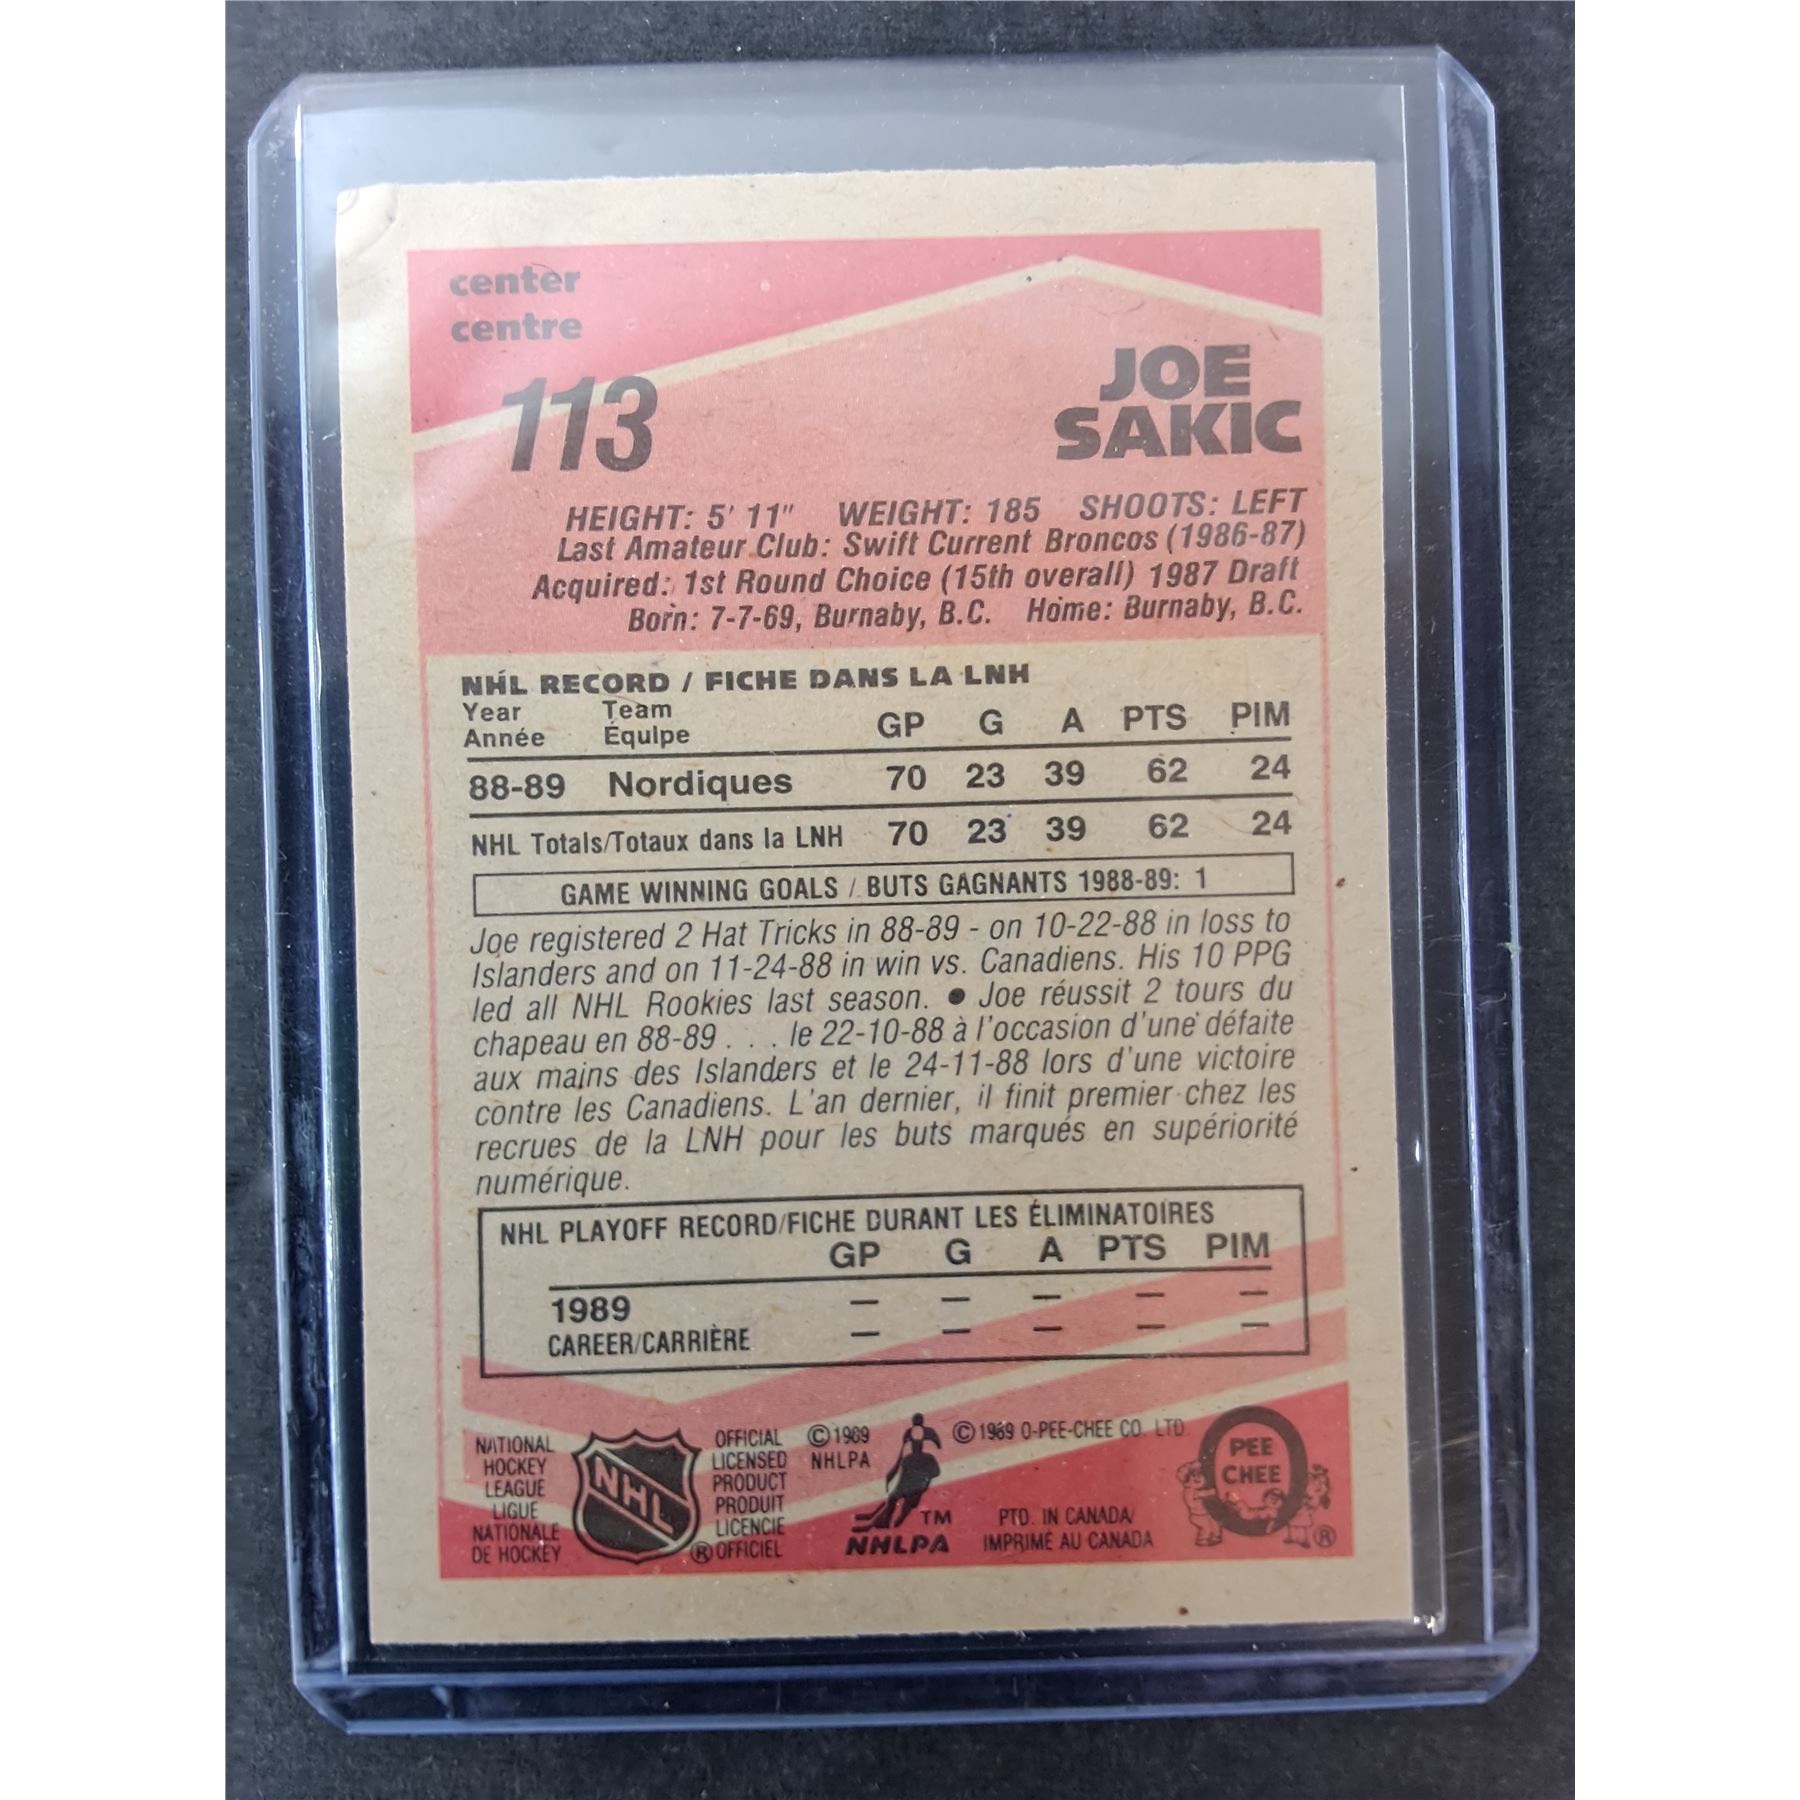 center
centre
113
JOE
SAKIC
HEIGHT: 5' 11" WEIGHT: 185 SHOOTS: LEFT
Last Amateur Club: Swift Current Broncos (1986-87)
Acquired: 1st Round Choice (15th overall) 1987 Draft
Born: 7-7-69, Burnaby, B.C. Home: Burnaby, B.C.
NHL RECORD / FICHE DANS LA LNH
Year Team
Année Équipe GP G A PTS PIM
88-89 Nordiques 70 23 39 62 24
NHL Totals/Totaux dans la LNH 70 23 39 62 24
GAME WINNING GOALS / BUTS GAGNANTS 1988-89: 1
Joe registered 2 Hat Tricks in 88-89 - on 10-22-88 in loss to
Islanders and on 11-24-88 in win vs. Canadiens. His 10 PPG
led all NHL Rookies last season. ● Joe réussit 2 tours du
chapeau en 88-89 . . . le 22-10-88 à l'occasion d'une défaite
aux mains des Islanders et le 24-11-88 lors d'une victoire
contre les Canadiens. L'an dernier, il finit premier chez les
recrues de la LNH pour les buts marqués en supériorité
numérique.
NHL PLAYOFF RECORD/FICHE DURANT LES ÉLIMINATOIRES
GP G A PTS PIM
1989 — — — — —
CAREER/CARRIÈRE — — — — —
NATIONAL
HOCKEY
LEAGUE
LIGUE
NATIONALE
DE HOCKEY
NHL
®
OFFICIAL
LICENSED
PRODUCT
PRODUIT
LICENCIE
OFFICIEL
© 1989
NHLPA
TM
NHLPA
© 1989 O-PEE-CHEE CO. LTD.
PTD. IN CANADA/
IMPRIMÉ AU CANADA
O
PEE
CHEE
®